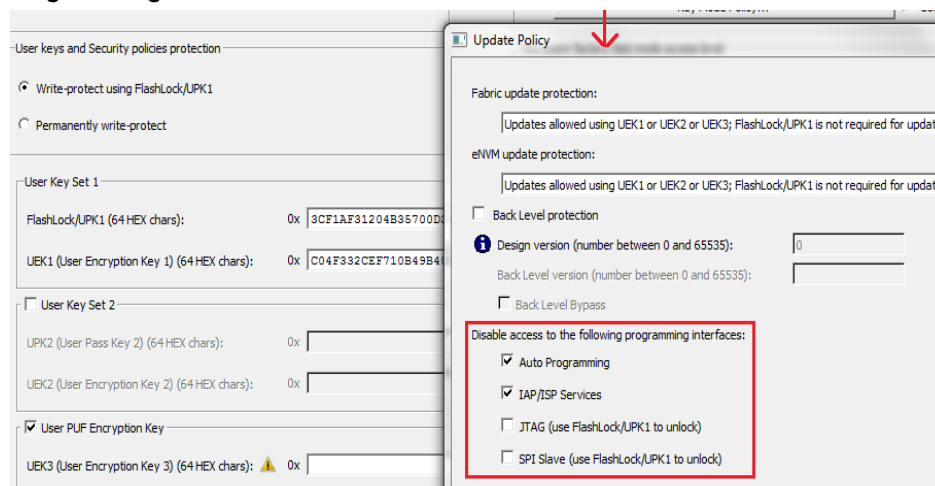 User keys and Security policies protection
Write-protect using FlashLock/UPK1
Permanently write-protect
User Key Set 1
FlashLock/UPK1 (64 HEX chars): 0x 3CF1AF31204B35700D
UEK1 (User Encryption Key 1) (64 HEX chars): 0x C04F332CEF710B49B4
User Key Set 2
UPK2 (User Pass Key 2) (64 HEX chars): 0x
UEK2 (User Encryption Key 2) (64 HEX chars): 0x
User PUF Encryption Key
UEK3 (User Encryption Key 3) (64 HEX chars): 0x
Update Policy
Fabric update protection:
Updates allowed using UEK1 or UEK2 or UEK3; FlashLock/UPK1 is not required for updat
eNVM update protection:
Updates allowed using UEK1 or UEK2 or UEK3; FlashLock/UPK1 is not required for updat
Back Level protection
Design version (number between 0 and 65535): 0
Back Level version (number between 0 and 65535):
Back Level Bypass
Disable access to the following programming interfaces:
Auto Programming
IAP/ISP Services
JTAG (use FlashLock/UPK1 to unlock)
SPI Slave (use FlashLock/UPK1 to unlock)